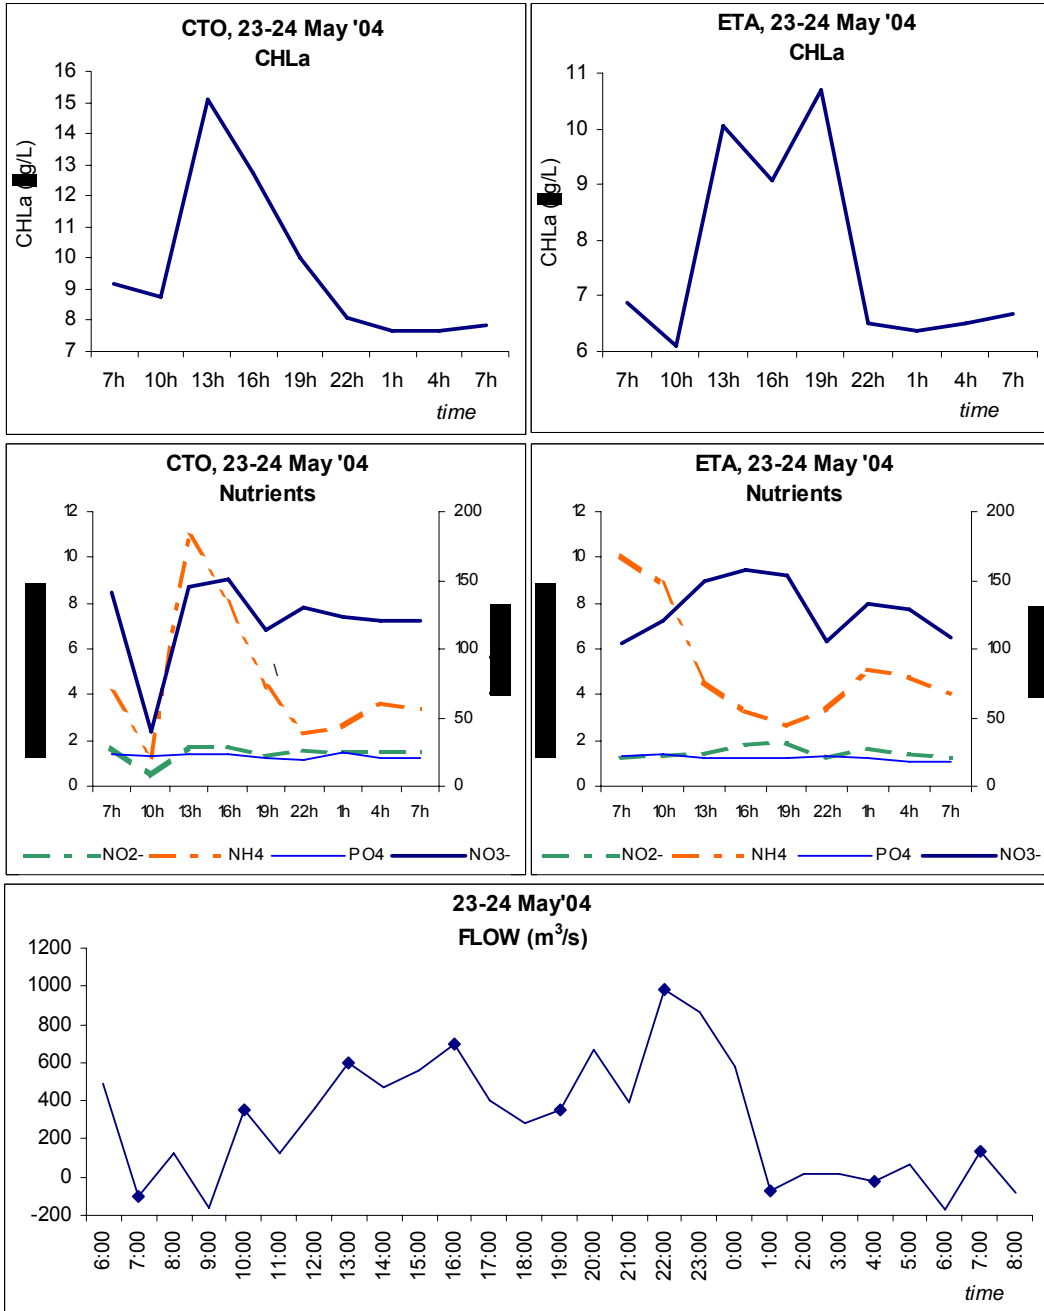 CTO, 23-24 May '04
CHLa
16
15
14
13
12
11
10
9
8
7
CHLa ( g/L)
7h 10h 13h 16h 19h 22h 1h 4h 7h
time
ETA, 23-24 May '04
CHLa
11
10
9
8
7
6
CHLa ( g/L)
7h 10h 13h 16h 19h 22h 1h 4h 7h
time
CTO, 23-24 May '04
Nutrients
12
10
8
6
4
2
0
200
150
100
50
0
7h 10h 13h 16h 19h 22h 1h 4h 7h
NO2- NH4 PO4 NO3-
ETA, 23-24 May '04
Nutrients
12
10
8
6
4
2
0
200
150
100
50
0
7h 10h 13h 16h 19h 22h 1h 4h 7h
NO2- NH4 PO4 NO3-
23-24 May'04
FLOW (m³/s)
1200
1000
800
600
400
200
0
-200
6:00 7:00 8:00 9:00 10:00 11:00 12:00 13:00 14:00 15:00 16:00 17:00 18:00 19:00 20:00 21:00 22:00 23:00 0:00 1:00 2:00 3:00 4:00 5:00 6:00 7:00 8:00
time